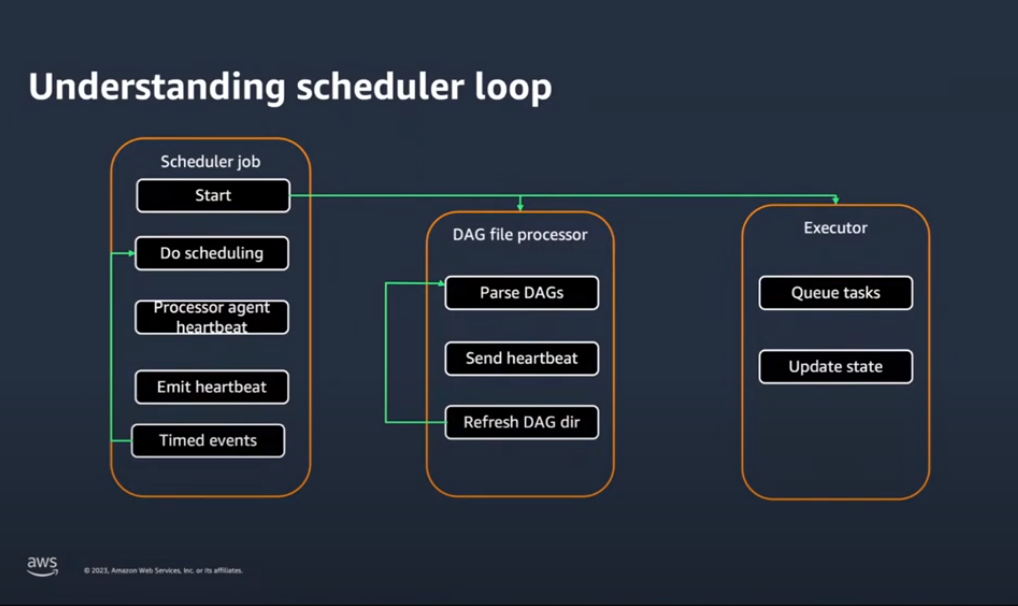 Understanding scheduler loop
Scheduler job
Start
Do scheduling
Processor agent
heartbeat
Emit heartbeat
Timed events
DAG file processor
Parse DAGs
Send heartbeat
Refresh DAG dir
Executor
Queue tasks
Update state
aws
© 2023, Amazon Web Services, Inc. or its affiliates.